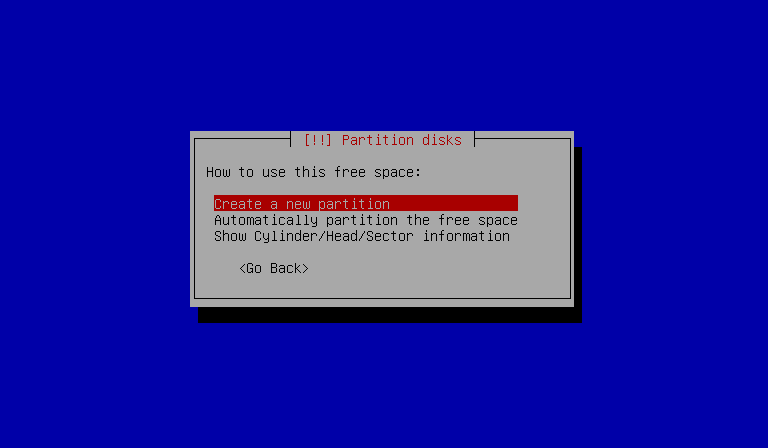 [!!] Partition disks
How to use this free space:
Create a new partition
Automatically partition the free space
Show Cylinder/Head/Sector information
<Go Back>